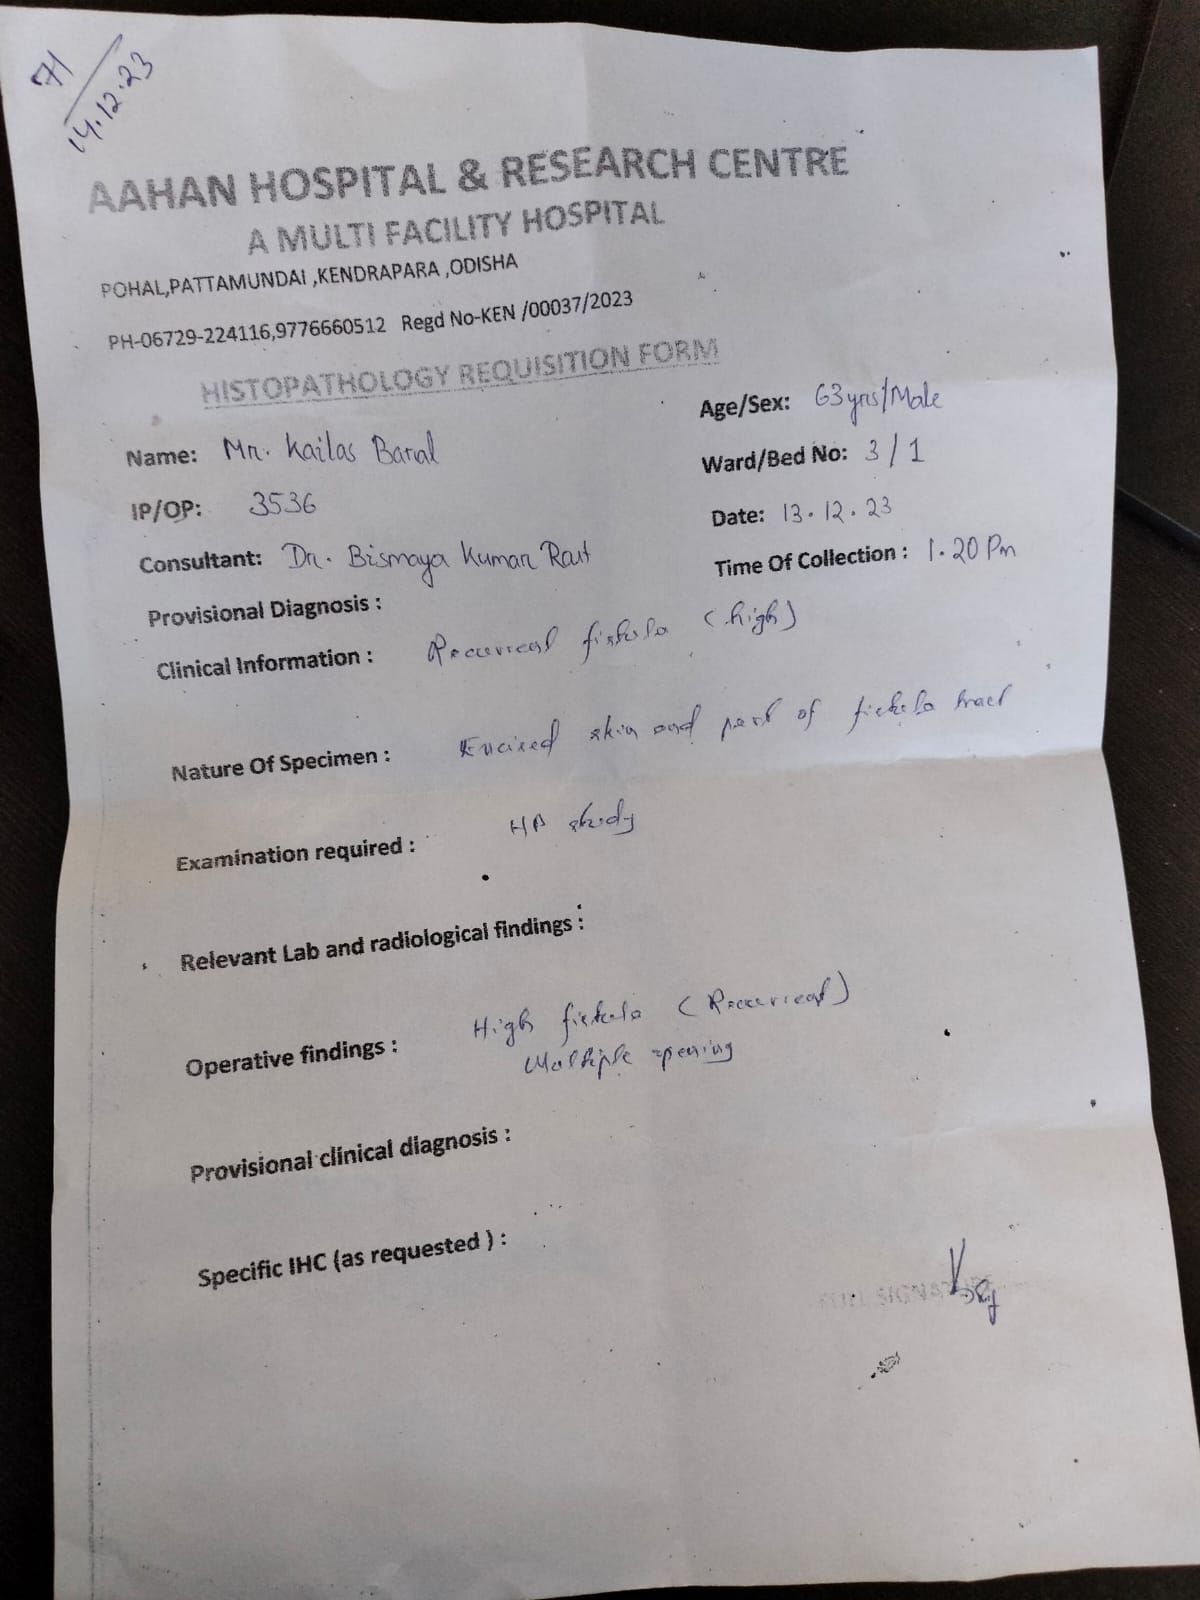 71
14.12.23
AAHAN HOSPITAL & RESEARCH CENTRE
A MULTI FACILITY HOSPITAL
POHAL,PATTAMUNDAI ,KENDRAPARA ,ODISHA
PH-06729-224116,9776660512 Regd No-KEN /00037/2023
HISTOPATHOLOGY REQUISITION FORM
Name: Mr. Kailas Baral
Age/Sex: 63yrs/Male
IP/OP: 3536
Ward/Bed No: 3/1
Consultant: Dr. Bismaya Kumar Raut
Date: 13.12.23
Provisional Diagnosis :
Time Of Collection : 1.20 Pm
Clinical Information : fistula (high)
Nature Of Specimen : Excised skin and part of fistula tract
Examination required : HP study
Relevant Lab and radiological findings :
Operative findings : High fistula
Multiple opening
Provisional clinical diagnosis :
Specific IHC (as requested ) :